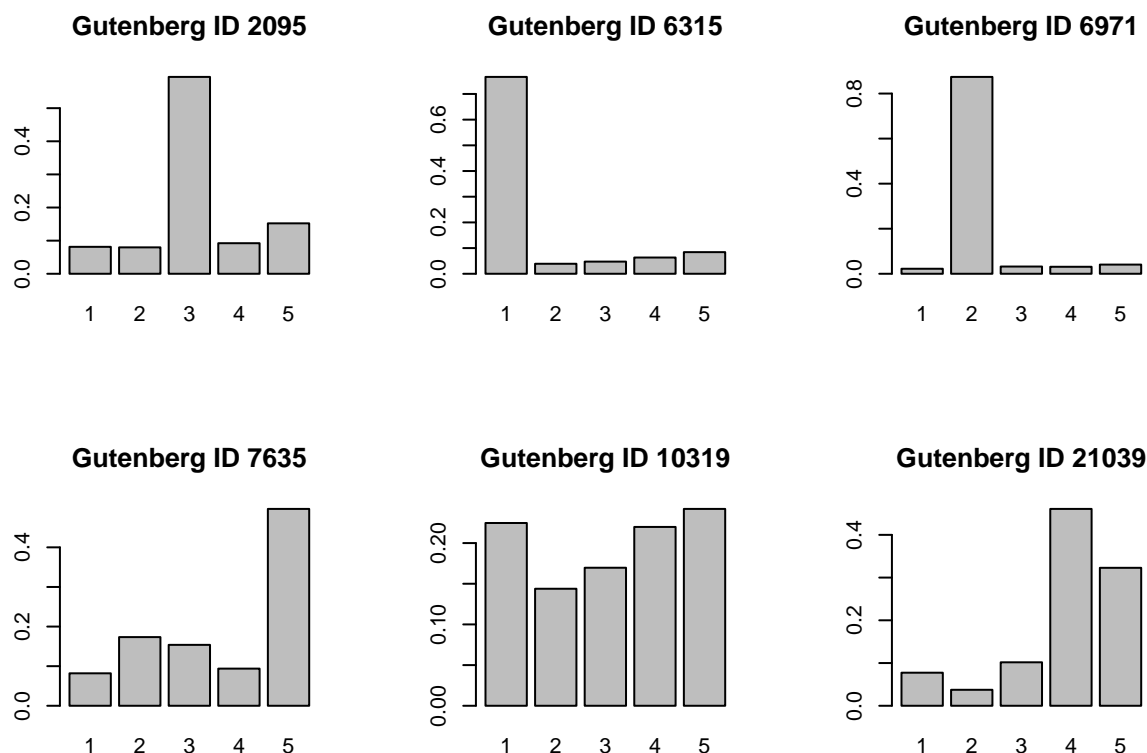 Gutenberg ID 2095
0.0 0.2 0.4
1 2 3 4 5
Gutenberg ID 6315
0.0 0.2 0.4 0.6
1 2 3 4 5
Gutenberg ID 6971
0.0 0.4 0.8
1 2 3 4 5
Gutenberg ID 7635
0.0 0.2 0.4
1 2 3 4 5
Gutenberg ID 10319
0.00 0.10 0.20
1 2 3 4 5
Gutenberg ID 21039
0.0 0.2 0.4
1 2 3 4 5